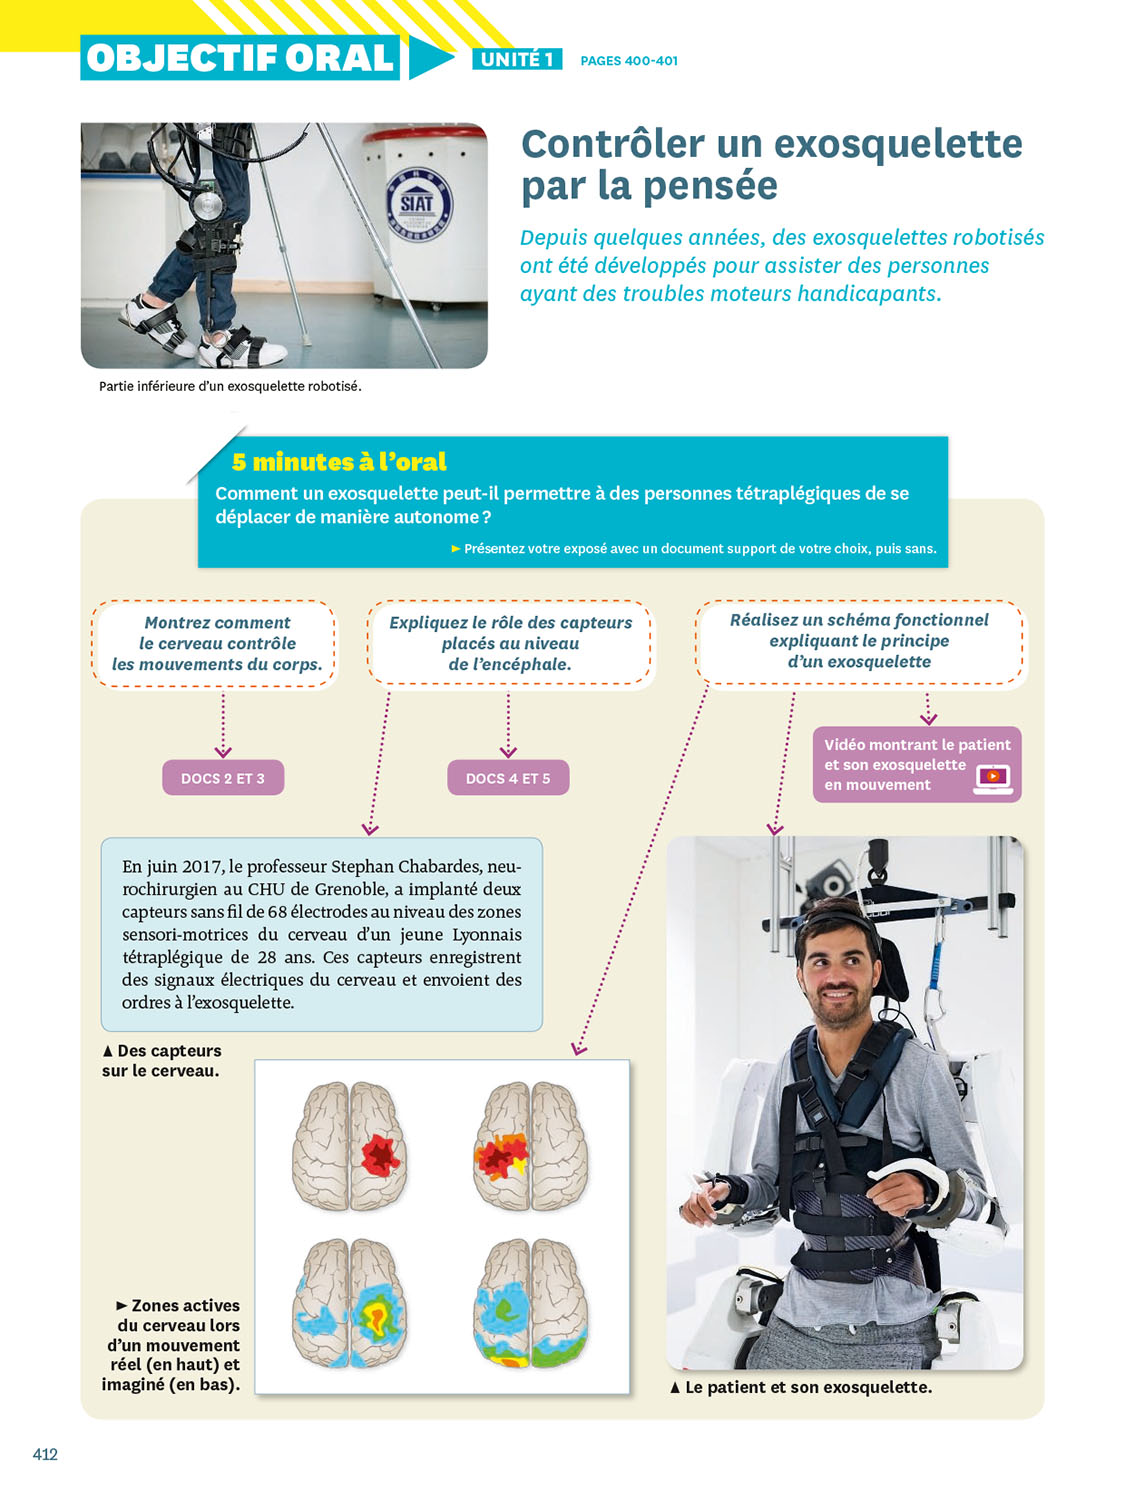 OBJECTIF ORAL
UNITÉ 1
PAGES 400-401
SIAT
Contrôler un exosquelette
par la pensée
Depuis quelques années, des exosquelettes robotisés
ont été développés pour assister des personnes
ayant des troubles moteurs handicapants.
Partie inférieure d'un exosquelette robotisé.
5 minutes à l'oral
Comment un exosquelette peut-il permettre à des personnes tétraplégiques de se
déplacer de manière autonome ?
► Présentez votre exposé avec un document support de votre choix, puis sans.
Montrez comment
le cerveau contrôle
les mouvements du corps.
Expliquez le rôle des capteurs
placés au niveau
de l'encéphale.
Réalisez un schéma fonctionnel
expliquant le principe
d'un exosquelette
DOCS 2 ET 3
DOCS 4 ET 5
Vidéo montrant le patient
et son exosquelette
en mouvement
En juin 2017, le professeur Stephan Chabardes, neu-
rochirurgien au CHU de Grenoble, a implanté deux
capteurs sans fil de 68 électrodes au niveau des zones
sensori-motrices du cerveau d'un jeune Lyonnais
tétraplégique de 28 ans. Ces capteurs enregistrent
des signaux électriques du cerveau et envoient des
ordres à l'exosquelette.
▲ Des capteurs
sur le cerveau.
► Zones actives
du cerveau lors
d'un mouvement
réel (en haut) et
imaginé (en bas).
▲ Le patient et son exosquelette.
412